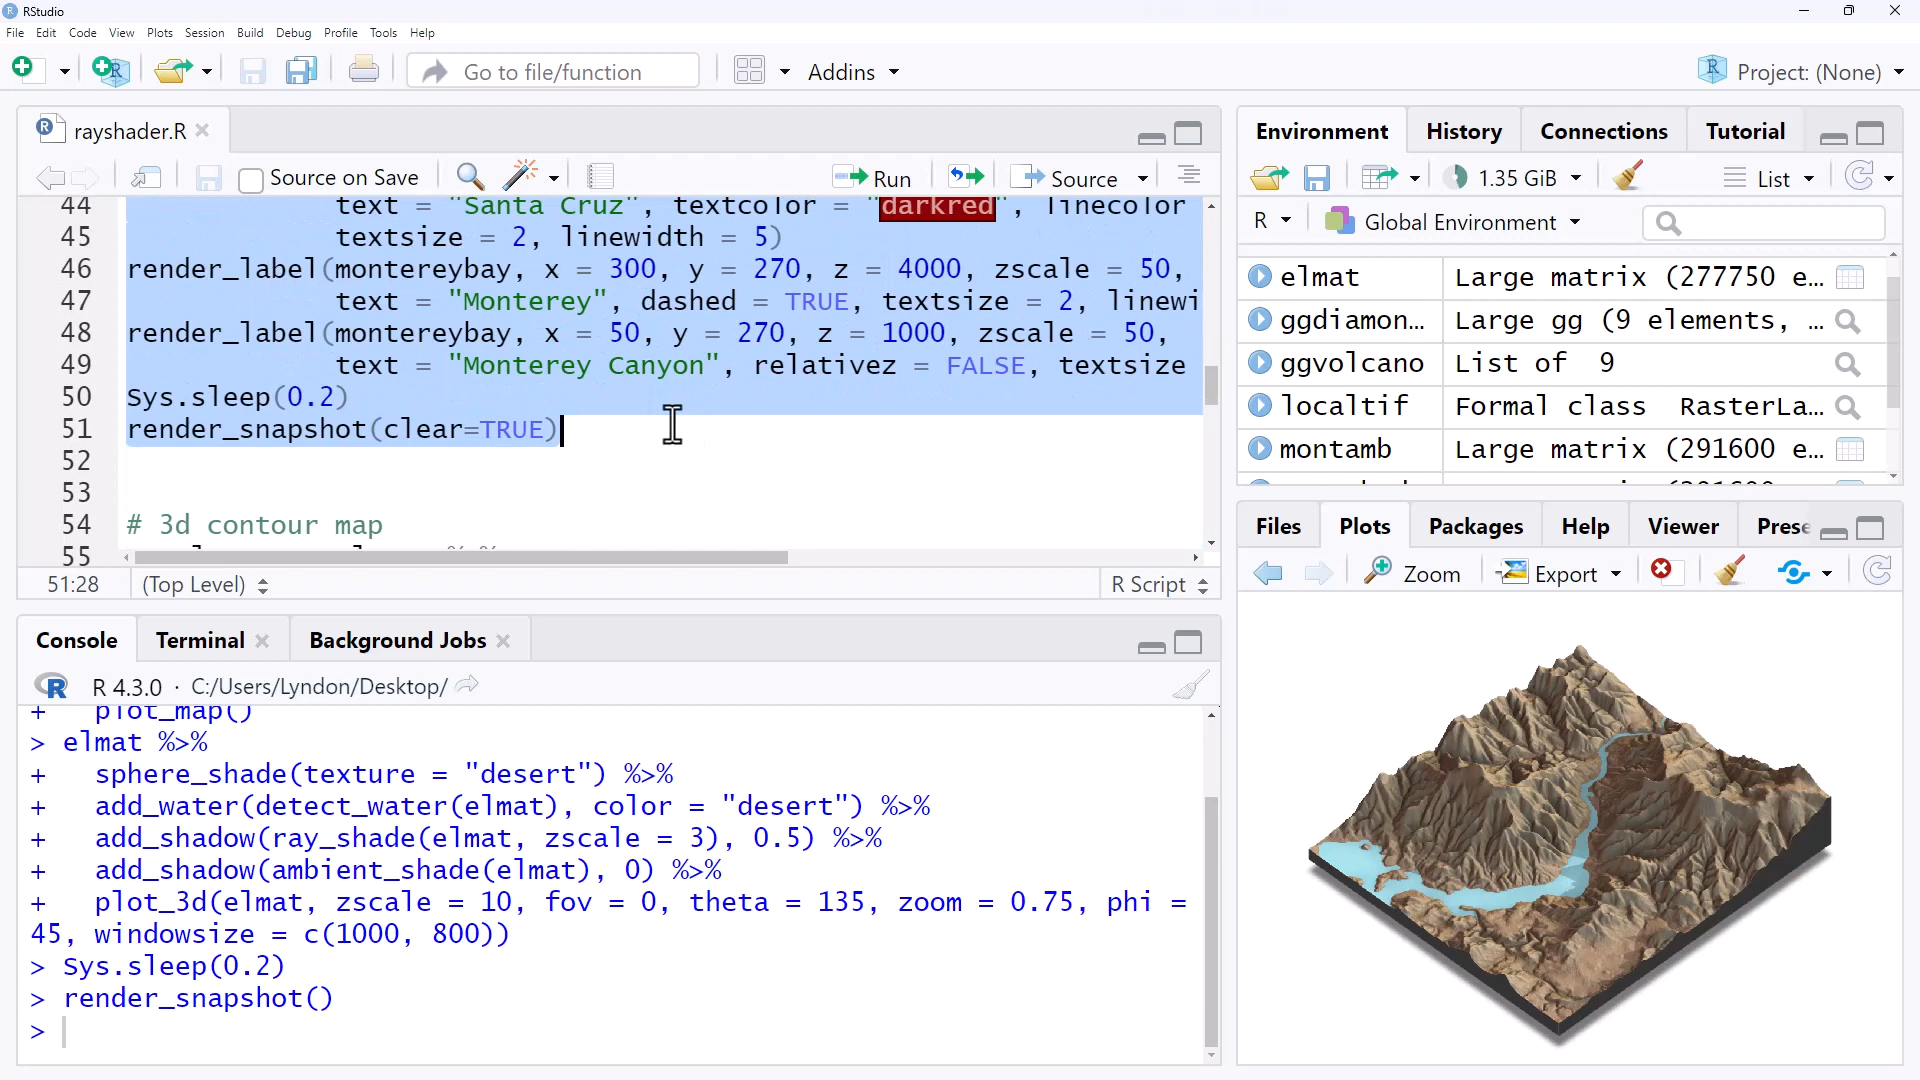 RStudio
File Edit Code View Plots Session Build Debug Profile Tools Help
Go to file/function Addins Project: (None)
rayshader.R
Source on Save Run Source
44 text = "Santa Cruz", textcolor = "darkred", linecolor
45 textsize = 2, linewidth = 5)
46 render_label(montereybay, x = 300, y = 270, z = 4000, zscale = 50,
47 text = "Monterey", dashed = TRUE, textsize = 2, linewi
48 render_label(montereybay, x = 50, y = 270, z = 1000, zscale = 50,
49 text = "Monterey Canyon", relativez = FALSE, textsize
50 Sys.sleep(0.2)
51 render_snapshot(clear=TRUE)
52
53
54 # 3d contour map
55
51:28 (Top Level) R Script
Console Terminal Background Jobs
R 4.3.0 · C:/Users/Lyndon/Desktop/
+ plot_map()
> elmat %>%
+ sphere_shade(texture = "desert") %>%
+ add_water(detect_water(elmat), color = "desert") %>%
+ add_shadow(ray_shade(elmat, zscale = 3), 0.5) %>%
+ add_shadow(ambient_shade(elmat), 0) %>%
+ plot_3d(elmat, zscale = 10, fov = 0, theta = 135, zoom = 0.75, phi =
45, windowsize = c(1000, 800))
> Sys.sleep(0.2)
> render_snapshot()
>
Environment History Connections Tutorial
1.35 GiB List
R Global Environment
elmat Large matrix (277750 e...
ggdiamon... Large gg (9 elements, ...
ggvolcano List of 9
localtif Formal class RasterLa...
montamb Large matrix (291600 e...
Files Plots Packages Help Viewer Prese
Zoom Export